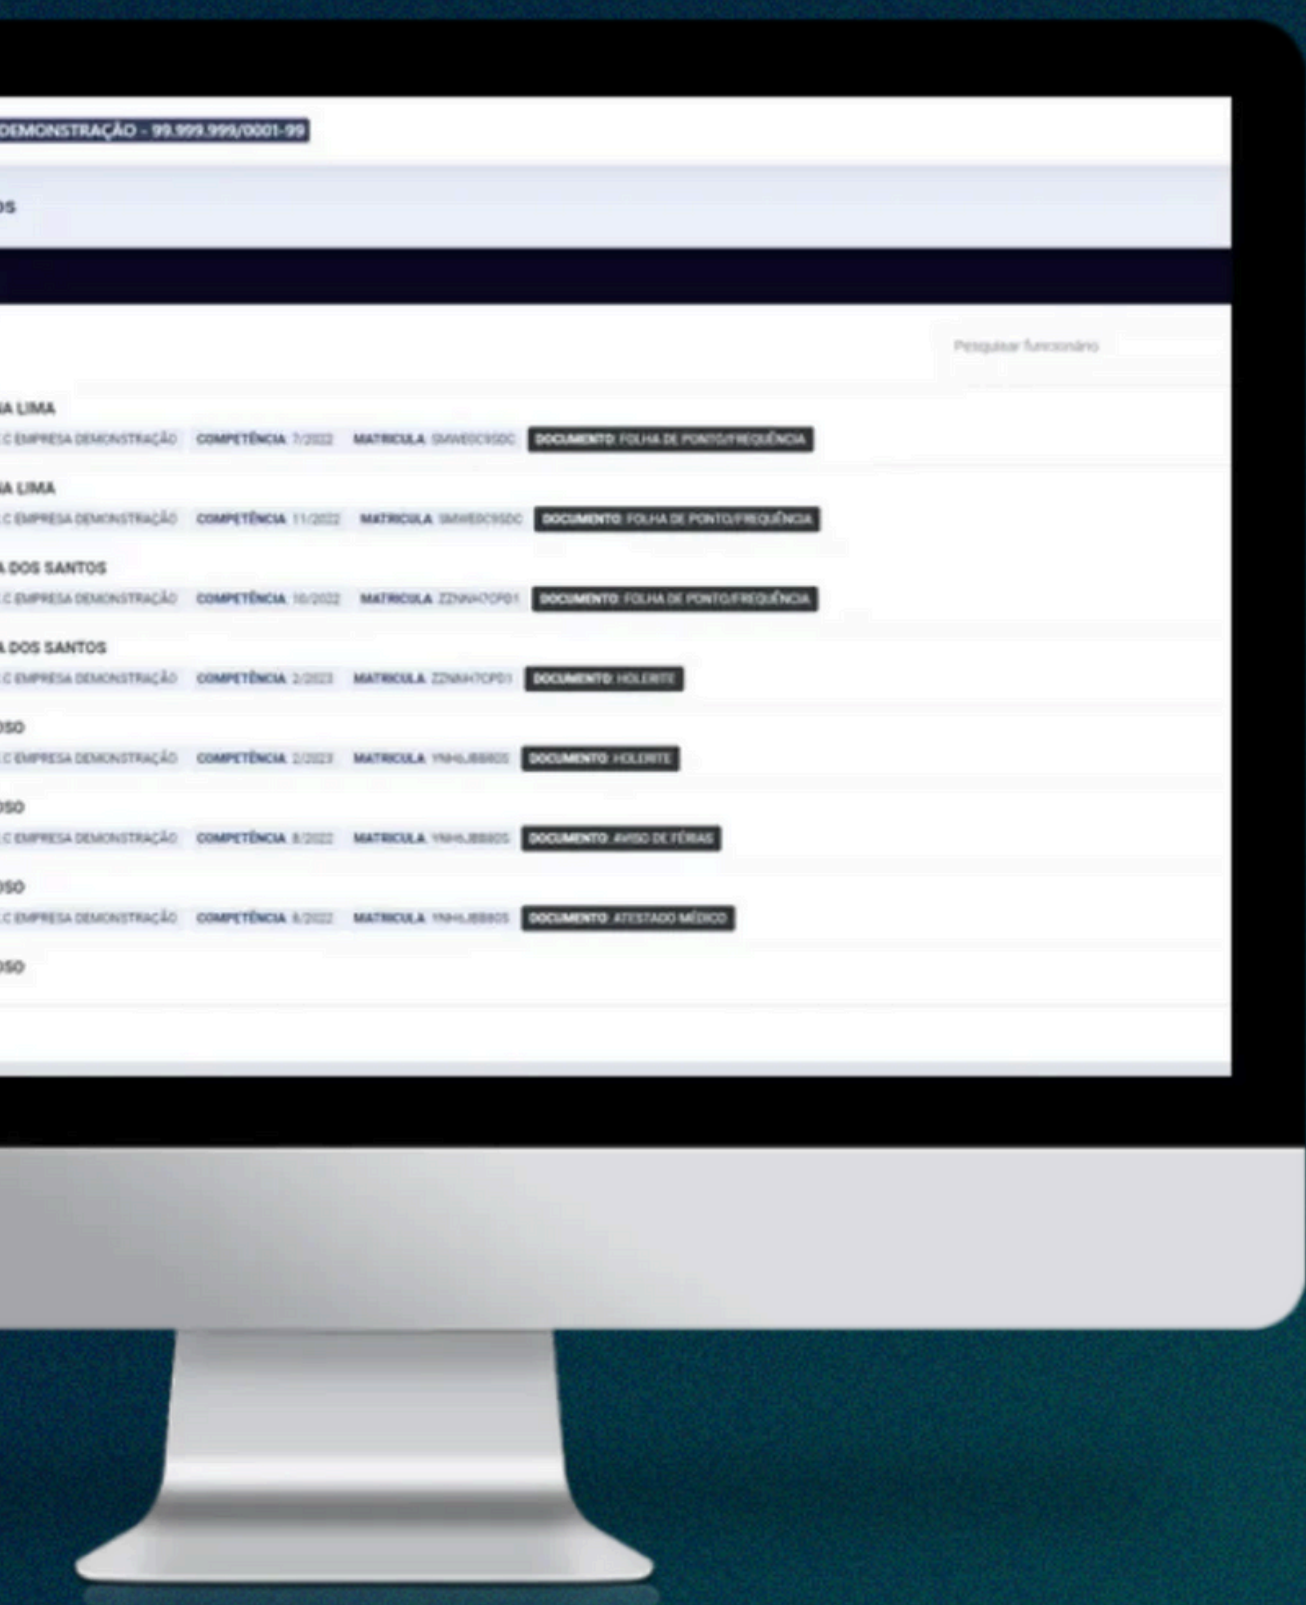 DEMONSTRAÇÃO - 99.999.999/0001-99
os
Pesquisar funcionário
NA LIMA
C EMPRESA DEMONSTRAÇÃO COMPETÊNCIA: 7/2022 MATRICULA: DOCUMENTO: FOLHA DE PONTO/FREQUÊNCIA
NA LIMA
C EMPRESA DEMONSTRAÇÃO COMPETÊNCIA: 11/2022 MATRICULA: DOCUMENTO: FOLHA DE PONTO/FREQUÊNCIA
A DOS SANTOS
C EMPRESA DEMONSTRAÇÃO COMPETÊNCIA: 10/2022 MATRICULA: DOCUMENTO: FOLHA DE PONTO/FREQUÊNCIA
A DOS SANTOS
C EMPRESA DEMONSTRAÇÃO COMPETÊNCIA: 2/2023 MATRICULA: DOCUMENTO: HOLERITE
OSO
C EMPRESA DEMONSTRAÇÃO COMPETÊNCIA: 2/2023 MATRICULA: DOCUMENTO: HOLERITE
OSO
C EMPRESA DEMONSTRAÇÃO COMPETÊNCIA: 8/2022 MATRICULA: DOCUMENTO: AVISO DE FÉRIAS
OSO
C EMPRESA DEMONSTRAÇÃO COMPETÊNCIA: 6/2022 MATRICULA: DOCUMENTO: ATESTADO MÉDICO
OSO